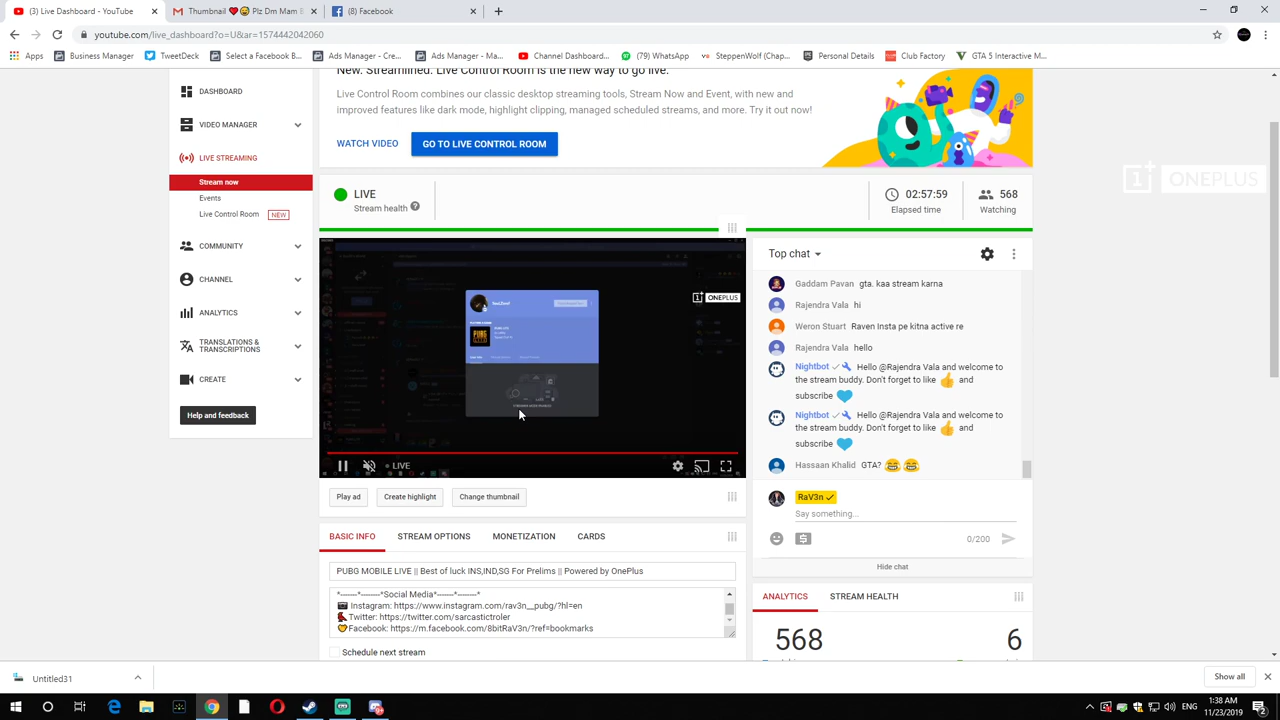 (3) Live Dashboard - YouTube
Thumbnail ❤😅 Plz Dm Mam B
(8) Facebook
youtube.com/live_dashboard?o=U&ar=1574442042060
Apps
Business Manager
TweetDeck
Select a Facebook B...
Ads Manager - Cre...
Ads Manager - Ma...
Channel Dashboard...
(79) WhatsApp
SteppenWolf (Chap...
Personal Details
Club Factory
GTA 5 Interactive M...
New. Streamlined. Live Control Room is the new way to go live.
Live Control Room combines our classic desktop streaming tools, Stream Now and Event, with new and
improved features like dark mode, highlight clipping, managed scheduled streams, and more. Try it out now!
WATCH VIDEO
GO TO LIVE CONTROL ROOM
DASHBOARD
VIDEO MANAGER
LIVE STREAMING
Stream now
Events
Live Control Room NEW
COMMUNITY
CHANNEL
ANALYTICS
TRANSLATIONS &
TRANSCRIPTIONS
CREATE
Help and feedback
ONEPLUS
LIVE
Stream health
02:57:59
Elapsed time
568
Watching
ONEPLUS
LIVE
Play ad
Create highlight
Change thumbnail
Top chat
Gaddam Pavan gta. kaa stream karna
Rajendra Vala hi
Weron Stuart Raven Insta pe kitna active re
Rajendra Vala hello
Nightbot Hello @Rajendra Vala and welcome to
the stream buddy. Don't forget to like 👍 and
subscribe 💙
Nightbot Hello @Rajendra Vala and welcome to
the stream buddy. Don't forget to like 👍 and
subscribe 💙
Hassaan Khalid GTA? 😂 😂
RaV3n
Say something...
0/200
Hide chat
BASIC INFO
STREAM OPTIONS
MONETIZATION
CARDS
PUBG MOBILE LIVE || Best of luck INS,IND,SG For Prelims || Powered by OnePlus
*------*--------*Social Media*------*-------*
Instagram: https://www.instagram.com/rav3n__pubg/?hl=en
Twitter: https://twitter.com/sarcastictroler
Facebook: https://m.facebook.com/8bitRaV3n/?ref=bookmarks
Schedule next stream
ANALYTICS
STREAM HEALTH
568
6
Untitled31
Show all
ENG
1:38 AM
11/23/2019
2